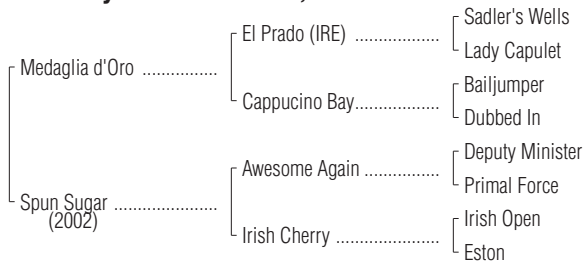 Sadler's Wells
El Prado (IRE) ..................
Lady Capulet
Medaglia d'Oro ................
Bailjumper
Cappucino Bay..................
Dubbed In
Deputy Minister
Awesome Again ................
Primal Force
Spun Sugar ......................
(2002)
Irish Open
Irish Cherry ......................
Eston